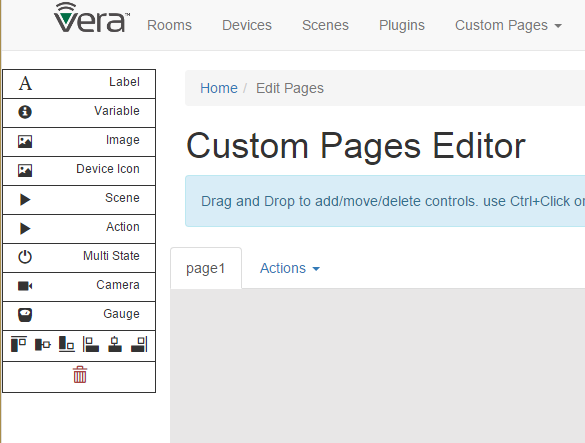 Vera™ Rooms Devices Scenes Plugins Custom Pages
A Label
Variable
Image
Device Icon
Scene
Action
Multi State
Camera
Gauge
Home / Edit Pages
Custom Pages Editor
Drag and Drop to add/move/delete controls. use Ctrl+Click
page1 Actions